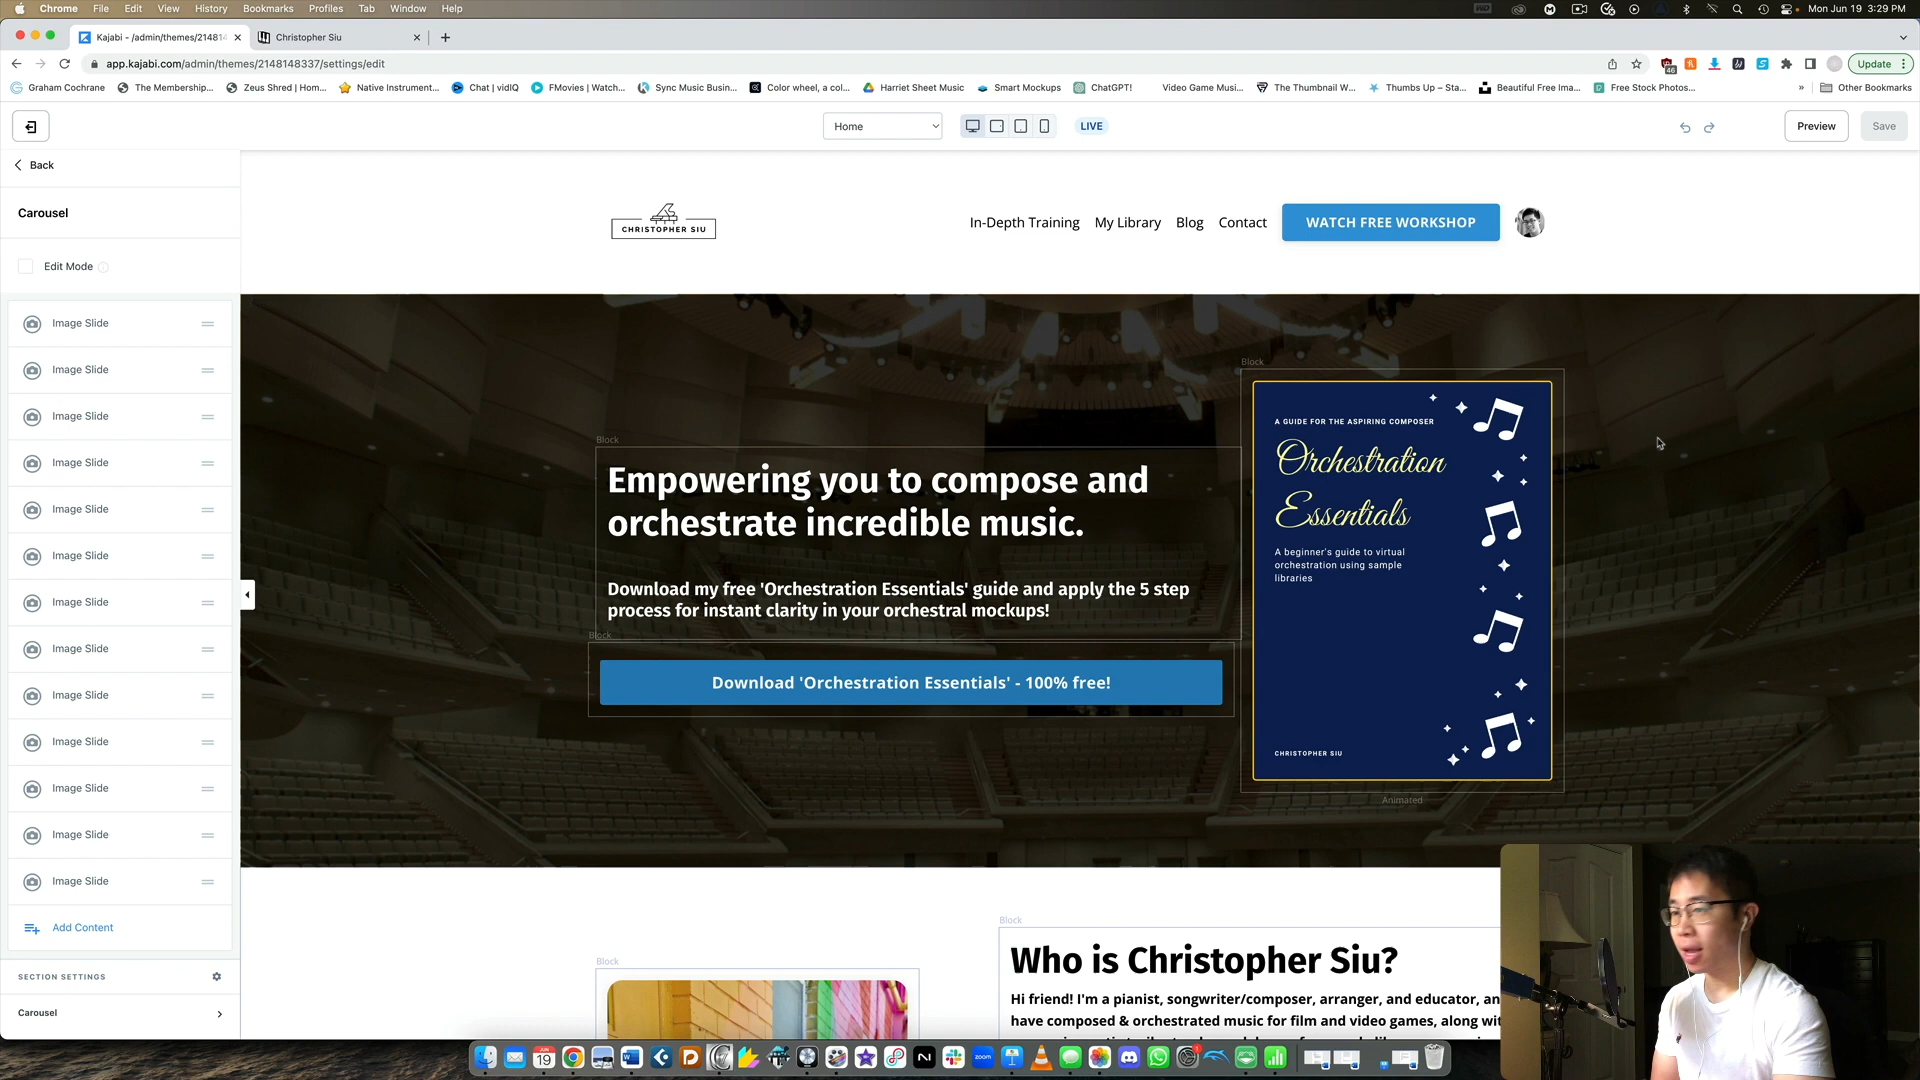 Chrome File Edit View History Bookmarks Profiles Tab Window Help
Mon Jun 19 3:29 PM
Kajabi - /admin/themes/21481
Christopher Siu
app.kajabi.com/admin/themes/2148148337/settings/edit
Update
Graham Cochrane
The Membership...
Zeus Shred | Hom...
Native Instrument...
Chat | vidIQ
FMovies | Watch...
Sync Music Busin...
Color wheel, a col...
Harriet Sheet Music
Smart Mockups
ChatGPT!
Video Game Musi...
The Thumbnail W...
Thumbs Up – Sta...
Beautiful Free Ima...
Free Stock Photos...
Other Bookmarks
Home
LIVE
Preview
Save
Back
Carousel
Edit Mode
Image Slide
Image Slide
Image Slide
Image Slide
Image Slide
Image Slide
Image Slide
Image Slide
Image Slide
Image Slide
Image Slide
Image Slide
Image Slide
Add Content
SECTION SETTINGS
Carousel
CHRISTOPHER SIU
In-Depth Training
My Library
Blog
Contact
WATCH FREE WORKSHOP
Block
Empowering you to compose and
orchestrate incredible music.
Download my free 'Orchestration Essentials' guide and apply the 5 step
process for instant clarity in your orchestral mockups!
Block
Download 'Orchestration Essentials' - 100% free!
Block
A GUIDE FOR THE ASPIRING COMPOSER
Orchestration
Essentials
A beginner's guide to virtual
orchestration using sample
libraries
CHRISTOPHER SIU
Animated
Block
Block
Who is Christopher Siu?
Hi friend! I'm a pianist, songwriter/composer, arranger, and educator, an
have composed & orchestrated music for film and video games, along wit